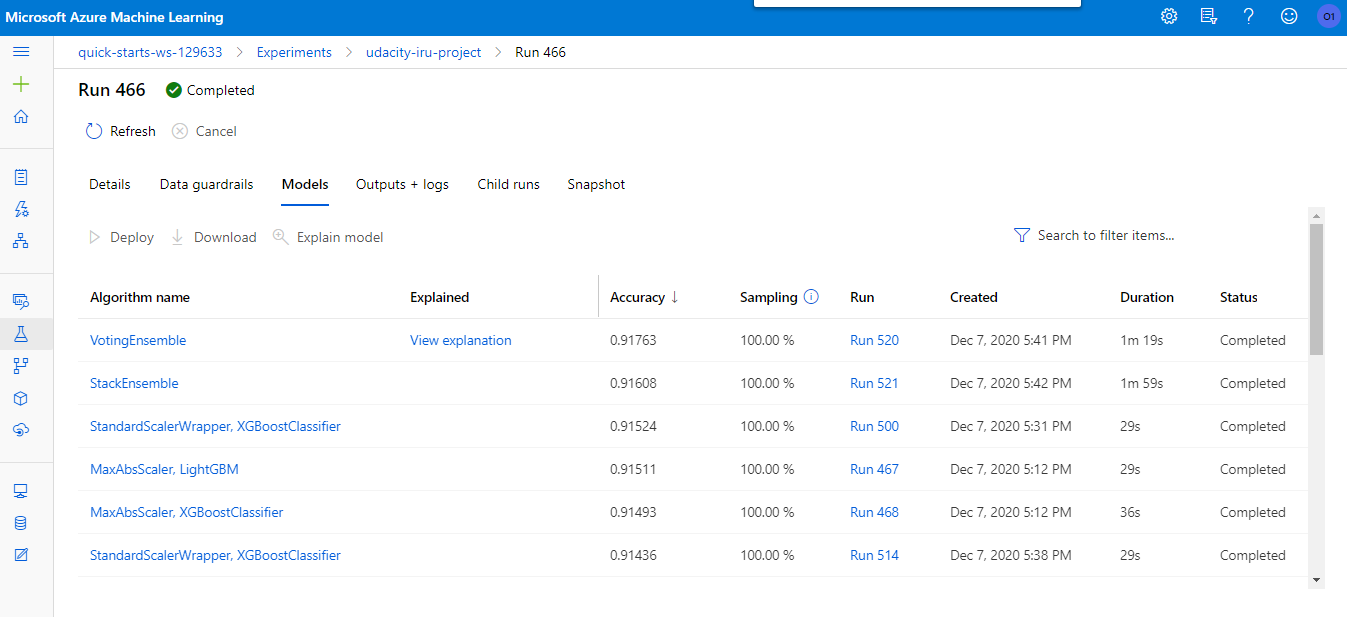 Microsoft Azure Machine Learning
01
quick-starts-ws-129633 > Experiments > udacity-iru-project > Run 466
Run 466 Completed
Refresh Cancel
Details Data guardrails Models Outputs + logs Child runs Snapshot
Deploy Download Explain model Search to filter items...
Algorithm name Explained Accuracy ↓ Sampling Run Created Duration Status
VotingEnsemble View explanation 0.91763 100.00 % Run 520 Dec 7, 2020 5:41 PM 1m 19s Completed
StackEnsemble 0.91608 100.00 % Run 521 Dec 7, 2020 5:42 PM 1m 59s Completed
StandardScalerWrapper, XGBoostClassifier 0.91524 100.00 % Run 500 Dec 7, 2020 5:31 PM 29s Completed
MaxAbsScaler, LightGBM 0.91511 100.00 % Run 467 Dec 7, 2020 5:12 PM 29s Completed
MaxAbsScaler, XGBoostClassifier 0.91493 100.00 % Run 468 Dec 7, 2020 5:12 PM 36s Completed
StandardScalerWrapper, XGBoostClassifier 0.91436 100.00 % Run 514 Dec 7, 2020 5:38 PM 29s Completed